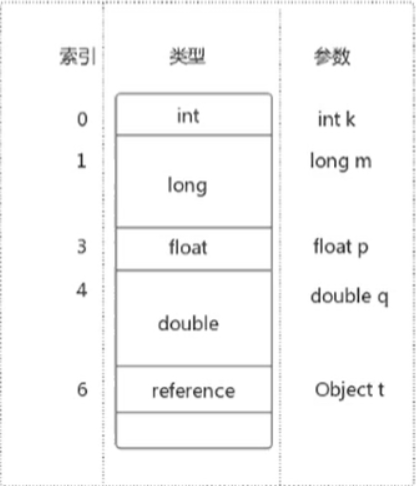 索引 类型 参数
0 int int k
1 long long m
3 float float p
4 double double q
6 reference Object t